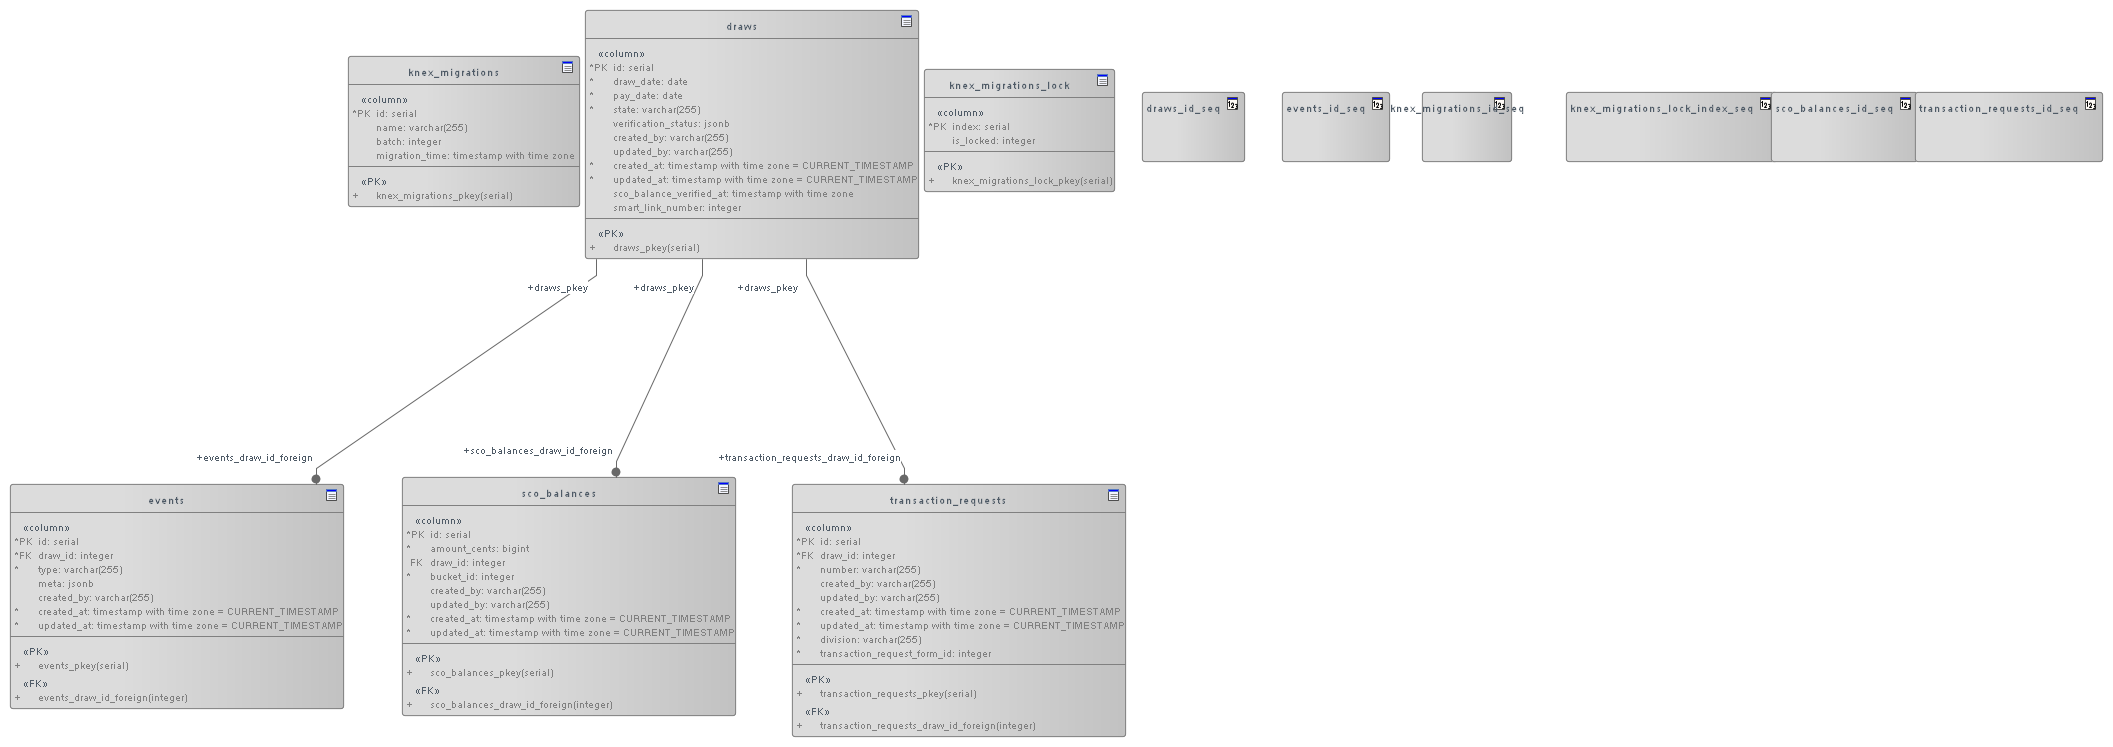 draws
«column»
*PK id: serial
* draw_date: date
* pay_date: date
* state: varchar(255)
verification_status: jsonb
created_by: varchar(255)
updated_by: varchar(255)
* created_at: timestamp with time zone = CURRENT_TIMESTAMP
* updated_at: timestamp with time zone = CURRENT_TIMESTAMP
sco_balance_verified_at: timestamp with time zone
smart_link_number: integer
«PK»
+ draws_pkey(serial)
knex_migrations
«column»
*PK id: serial
name: varchar(255)
batch: integer
migration_time: timestamp with time zone
«PK»
+ knex_migrations_pkey(serial)
knex_migrations_lock
«column»
*PK index: serial
is_locked: integer
«PK»
+ knex_migrations_lock_pkey(serial)
draws_id_seq
events_id_seq
knex_migrations_id_seq
knex_migrations_lock_index_seq
sco_balances_id_seq
transaction_requests_id_seq
+draws_pkey
+draws_pkey
+draws_pkey
+events_draw_id_foreign
+sco_balances_draw_id_foreign
+transaction_requests_draw_id_foreign
events
«column»
*PK id: serial
*FK draw_id: integer
* type: varchar(255)
meta: jsonb
created_by: varchar(255)
* created_at: timestamp with time zone = CURRENT_TIMESTAMP
* updated_at: timestamp with time zone = CURRENT_TIMESTAMP
«PK»
+ events_pkey(serial)
«FK»
+ events_draw_id_foreign(integer)
sco_balances
«column»
*PK id: serial
* amount_cents: bigint
FK draw_id: integer
* bucket_id: integer
created_by: varchar(255)
updated_by: varchar(255)
* created_at: timestamp with time zone = CURRENT_TIMESTAMP
* updated_at: timestamp with time zone = CURRENT_TIMESTAMP
«PK»
+ sco_balances_pkey(serial)
«FK»
+ sco_balances_draw_id_foreign(integer)
transaction_requests
«column»
*PK id: serial
*FK draw_id: integer
* number: varchar(255)
created_by: varchar(255)
updated_by: varchar(255)
* created_at: timestamp with time zone = CURRENT_TIMESTAMP
* updated_at: timestamp with time zone = CURRENT_TIMESTAMP
* division: varchar(255)
* transaction_request_form_id: integer
«PK»
+ transaction_requests_pkey(serial)
«FK»
+ transaction_requests_draw_id_foreign(integer)